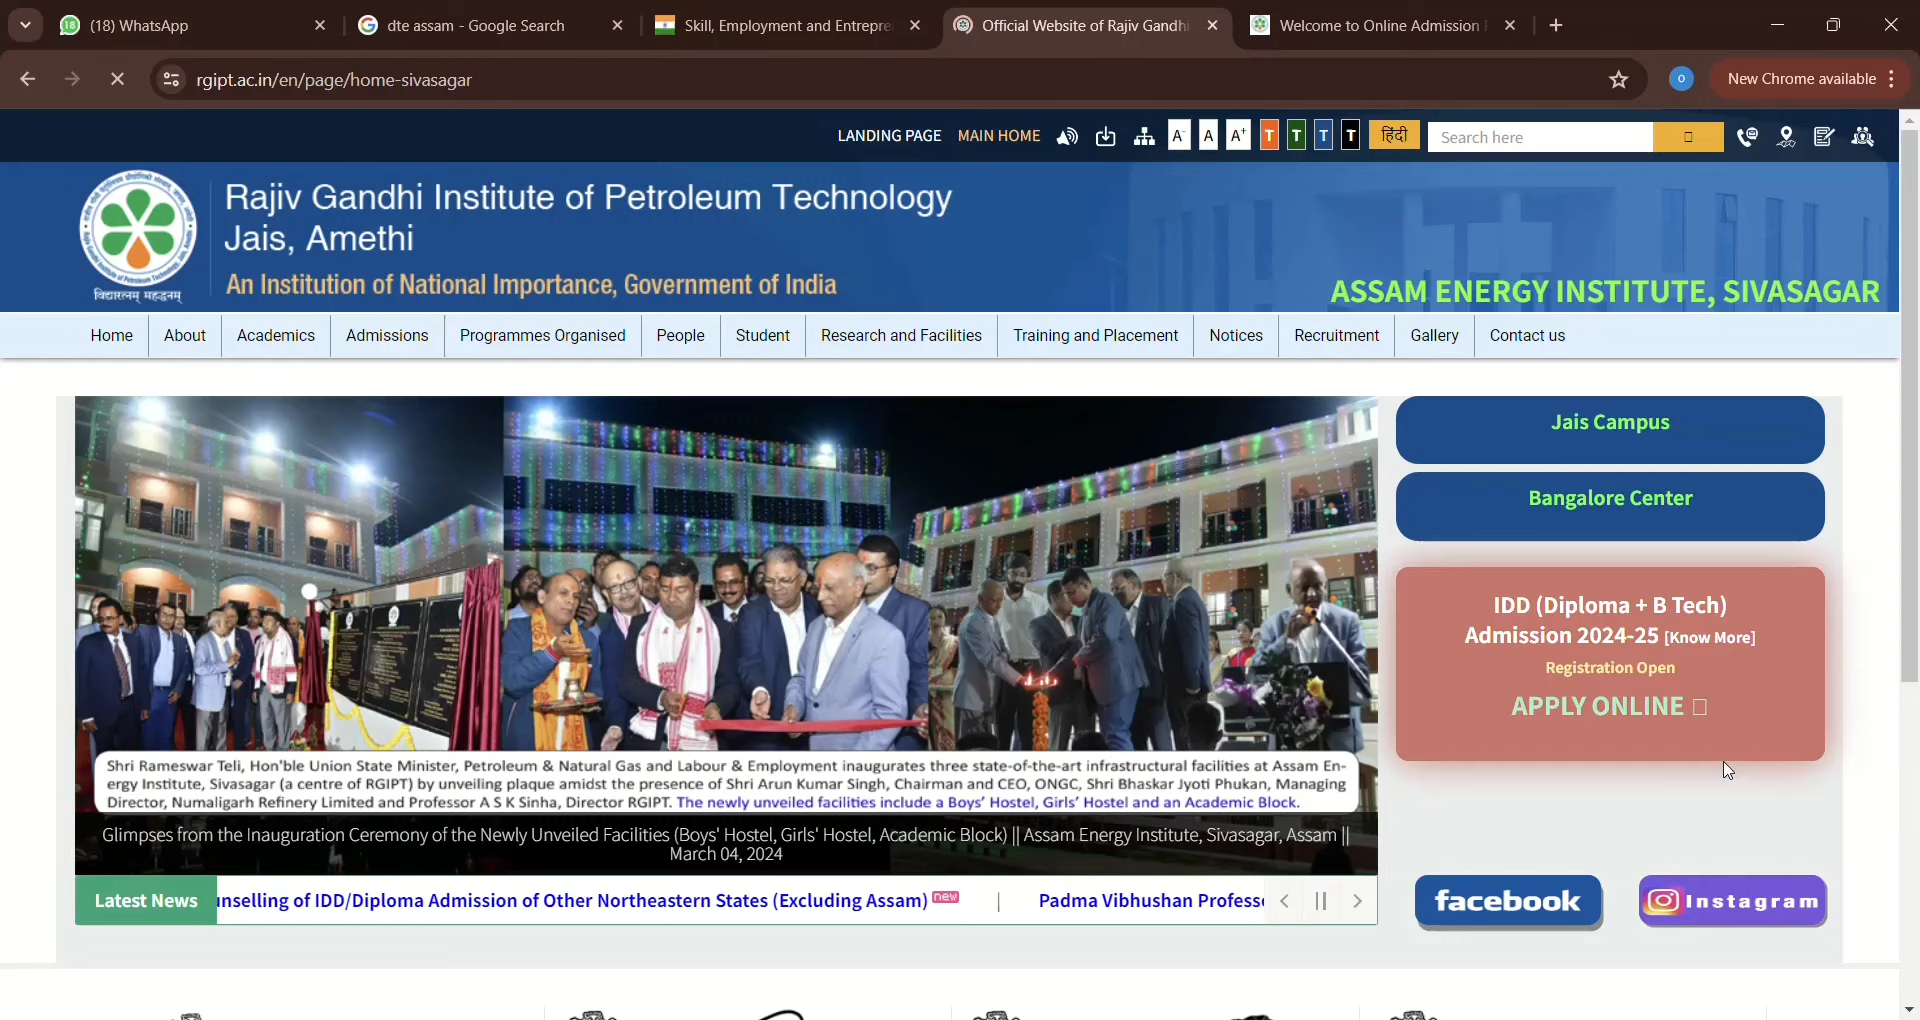 (18) WhatsApp
dte assam - Google Search
Skill, Employment and Entrepre
Official Website of Rajiv Gandhi
Welcome to Online Admission
rgipt.ac.in/en/page/home-sivasagar
New Chrome available
LANDING PAGE MAIN HOME A- A A+ T T T T हिंदी Search here
Rajiv Gandhi Institute of Petroleum Technology
Jais, Amethi
An Institution of National Importance, Government of India
ASSAM ENERGY INSTITUTE, SIVASAGAR
Home About Academics Admissions Programmes Organised People Student Research and Facilities Training and Placement Notices Recruitment Gallery Contact us
Jais Campus
Bangalore Center
IDD (Diploma + B Tech)
Admission 2024-25 [Know More]
Registration Open
APPLY ONLINE
Shri Rameswar Teli, Hon'ble Union State Minister, Petroleum & Natural Gas and Labour & Employment inaugurates three state-of-the-art infrastructural facilities at Assam En-
ergy Institute, Sivasagar (a centre of RGIPT) by unveiling plaque amidst the presence of Shri Arun Kumar Singh, Chairman and CEO, ONGC, Shri Bhaskar Jyoti Phukan, Managing
Director, Numaligarh Refinery Limited and Professor A S K Sinha, Director RGIPT. The newly unveiled facilities include a Boys' Hostel, Girls' Hostel and an Academic Block.
Glimpses from the Inauguration Ceremony of the Newly Unveiled Facilities (Boys' Hostel, Girls' Hostel, Academic Block) || Assam Energy Institute, Sivasagar, Assam ||
March 04, 2024
Latest News unselling of IDD/Diploma Admission of Other Northeastern States (Excluding Assam) new | Padma Vibhushan Profess
facebook
Instagram